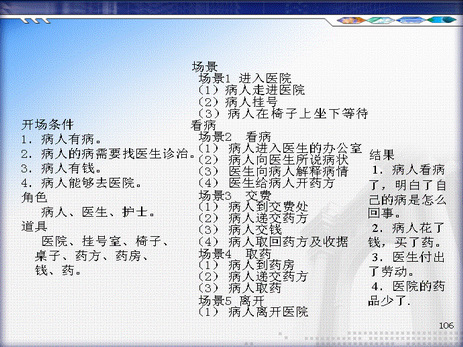 开场条件
1．病人有病。
2．病人的病需要找医生诊治。
3．病人有钱。
4．病人能够去医院。
角色
病人、医生、护士。
道具
医院、挂号室、椅子、
桌子、药方、药房、
钱、药。
场景
场景1 进入医院
(1) 病人走进医院
(2) 病人挂号
(3) 病人在椅子上坐下等待
看病
场景2 看病
(1) 病人进入医生的办公室
(2) 病人向医生所说病状
(3) 医生向病人解释病情
(4) 医生给病人开药方
场景3 交费
(1) 病人到交费处
(2) 病人递交药方
(3) 病人交钱
(4) 病人取回药方及收据
场景4 取药
(1) 病人到药房
(2) 病人递交药方
(3) 病人取药
场景5 离开
(1) 病人离开医院
结果
1．病人看病
了，明白了自
己的病是怎么
回事。
2．病人花了
钱，买了药。
3．医生付出
了劳动。
4．医院的药
品少了．
106